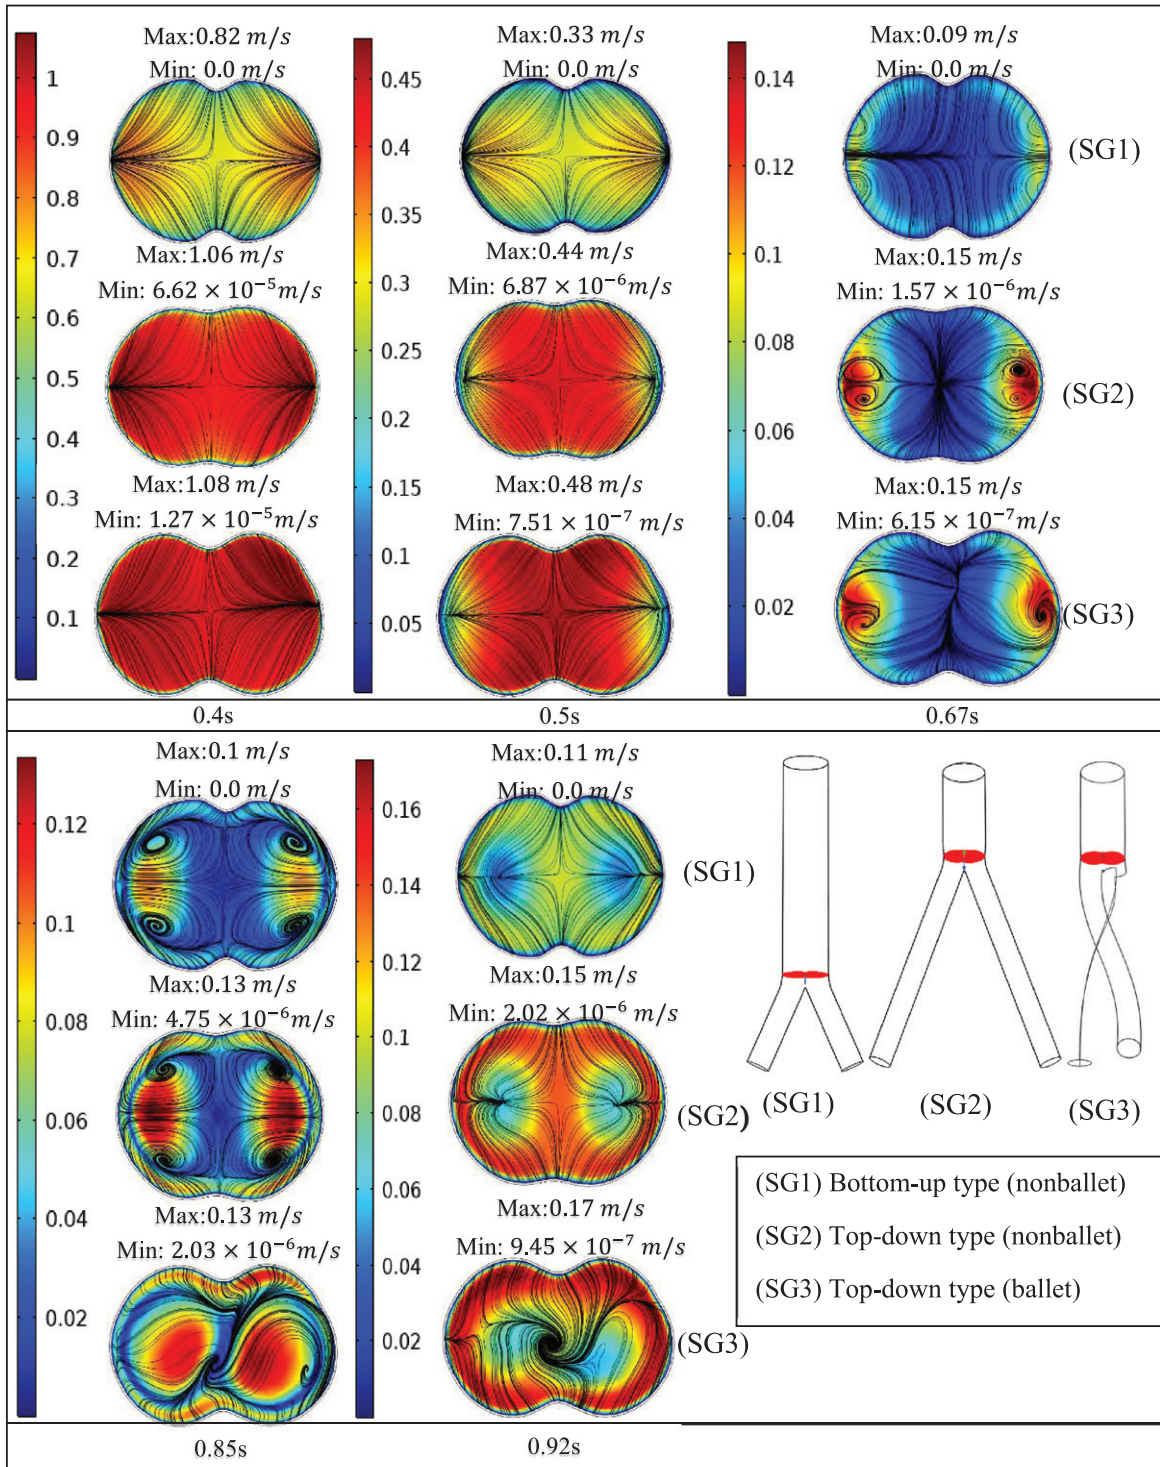 Max:0.82 m/s
Min: 0.0 m/s
Max:0.33 m/s
Min: 0.0 m/s
Max:0.09 m/s
Min: 0.0 m/s
1
0.9
0.8
0.7
0.6
0.5
0.4
0.3
0.2
0.1
0.45
0.4
0.35
0.3
0.25
0.2
0.15
0.1
0.05
0.14
0.12
0.1
0.08
0.06
0.04
0.02
(SG1)
Max:1.06 m/s
Min: 6.62 × 10⁻⁵m/s
Max:0.44 m/s
Min: 6.87 × 10⁻⁶m/s
Max:0.15 m/s
Min: 1.57 × 10⁻⁶m/s
(SG2)
Max:1.08 m/s
Min: 1.27 × 10⁻⁵m/s
Max:0.48 m/s
Min: 7.51 × 10⁻⁷ m/s
Max:0.15 m/s
Min: 6.15 × 10⁻⁷m/s
(SG3)
0.4s
0.5s
0.67s
Max:0.1 m/s
Min: 0.0 m/s
Max:0.11 m/s
Min: 0.0 m/s
0.12
0.1
0.08
0.06
0.04
0.02
0.16
0.14
0.12
0.1
0.08
0.06
0.04
0.02
(SG1)
Max:0.13 m/s
Min: 4.75 × 10⁻⁶m/s
Max:0.15 m/s
Min: 2.02 × 10⁻⁶ m/s
(SG2)
Max:0.13 m/s
Min: 2.03 × 10⁻⁶m/s
Max:0.17 m/s
Min: 9.45 × 10⁻⁷ m/s
(SG3)
(SG1)
(SG2)
(SG3)
(SG1) Bottom-up type (nonballet)
(SG2) Top-down type (nonballet)
(SG3) Top-down type (ballet)
0.85s
0.92s